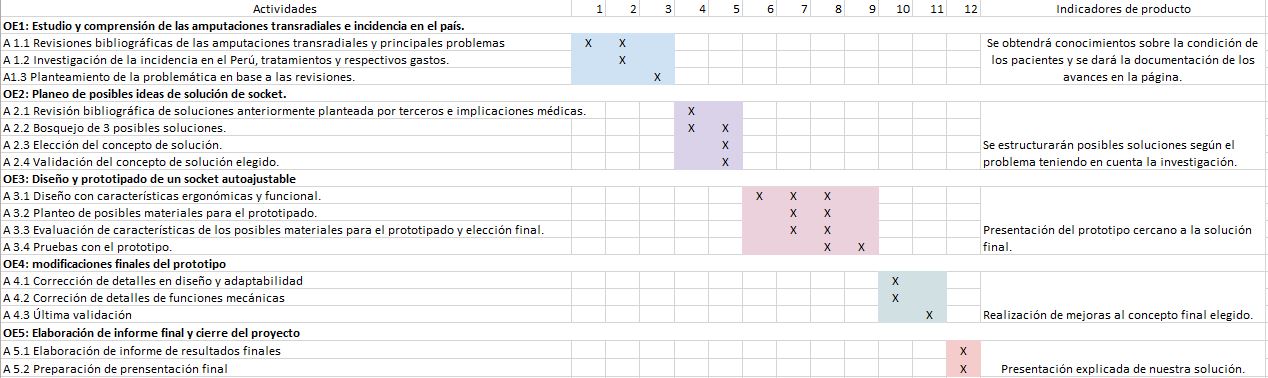 Actividades 1 2 3 4 5 6 7 8 9 10 11 12 Indicadores de producto
OE1: Estudio y comprensión de las amputaciones transradiales e incidencia en el país.
A 1.1 Revisiones bibliográficas de las amputaciones transradiales y principales problemas X X
Se obtendrá conocimientos sobre la condición de
A 1.2 Investigación de la incidencia en el Perú, tratamientos y respectivos gastos. X
los pacientes y se dará la documentación de los
A1.3 Planteamiento de la problemática en base a las revisiones. X
avances en la página.
OE2: Planeo de posibles ideas de solución de socket.
A 2.1 Revisión bibliográfica de soluciones anteriormente planteada por terceros e implicaciones médicas. X
A 2.2 Bosquejo de 3 posibles soluciones. X X
A 2.3 Elección del concepto de solución. X
Se estructurarán posibles soluciones según el
A 2.4 Validación del concepto de solución elegido. X
problema teniendo en cuenta la investigación.
OE3: Diseño y prototipado de un socket autoajustable
A 3.1 Diseño con características ergonómicas y funcional. X X X
A 3.2 Planteo de posibles materiales para el prototipado. X X
A 3.3 Evaluación de características de los posibles materiales para el prototipado y elección final. X X
Presentación del prototipo cercano a la solución
A 3.4 Pruebas con el prototipo. X X
final.
OE4: modificaciones finales del prototipo
A 4.1 Corrección de detalles en diseño y adaptabilidad X
A 4.2 Correción de detalles de funciones mecánicas X
A 4.3 Última validación X Realización de mejoras al concepto final elegido.
OE5: Elaboración de informe final y cierre del proyecto
A 5.1 Elaboración de informe de resultados finales X
A 5.2 Preparación de prensentación final X Presentación explicada de nuestra solución.